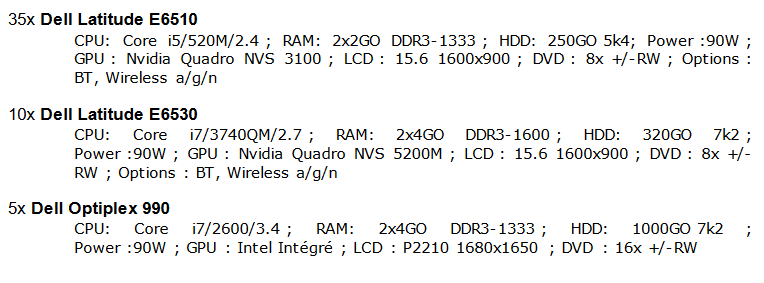 35x Dell Latitude E6510
CPU: Core i5/520M/2.4 ; RAM: 2x2GO DDR3-1333 ; HDD: 250GO 5k4; Power :90W ;
GPU : Nvidia Quadro NVS 3100 ; LCD : 15.6 1600x900 ; DVD : 8x +/-RW ; Options :
BT, Wireless a/g/n
10x Dell Latitude E6530
CPU: Core i7/3740QM/2.7 ; RAM: 2x4GO DDR3-1600 ; HDD: 320GO 7k2 ;
Power :90W ; GPU : Nvidia Quadro NVS 5200M ; LCD : 15.6 1600x900 ; DVD : 8x +/-
RW ; Options : BT, Wireless a/g/n
5x Dell Optiplex 990
CPU: Core i7/2600/3.4 ; RAM: 2x4GO DDR3-1333 ; HDD: 1000GO 7k2 ;
Power :90W ; GPU : Intel Intégré ; LCD : P2210 1680x1650 ; DVD : 16x +/-RW